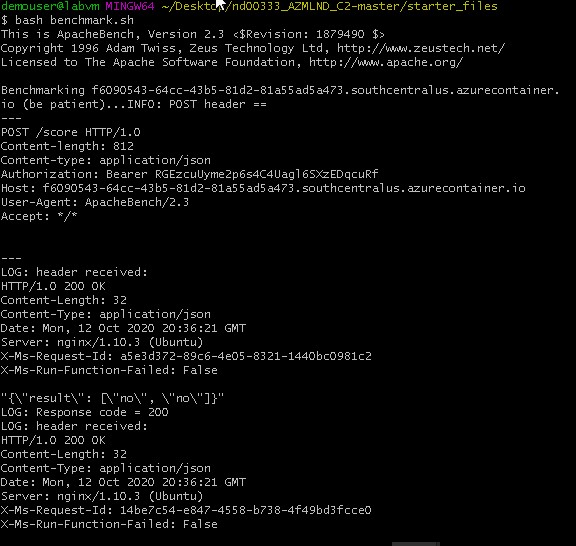 demouser@labvm MINGW64 ~/Desktop/nd00333_AZMLND_C2-master/starter_files
$ bash benchmark.sh
This is ApacheBench, Version 2.3 <$Revision: 1879490 $>
Copyright 1996 Adam Twiss, Zeus Technology Ltd, http://www.zeustech.net/
Licensed to The Apache Software Foundation, http://www.apache.org/

Benchmarking f6090543-64cc-43b5-81d2-81a55ad5a473.southcentralus.azurecontainer.
io (be patient)...INFO: POST header ==
---
POST /score HTTP/1.0
Content-length: 812
Content-type: application/json
Authorization: Bearer RGEzcuUyme2p6s4C4Uagl6SXzEDqcuRf
Host: f6090543-64cc-43b5-81d2-81a55ad5a473.southcentralus.azurecontainer.io
User-Agent: ApacheBench/2.3
Accept: */*


---
LOG: header received:
HTTP/1.0 200 OK
Content-Length: 32
Content-Type: application/json
Date: Mon, 12 Oct 2020 20:36:21 GMT
Server: nginx/1.10.3 (Ubuntu)
X-Ms-Request-Id: a5e3d372-89c6-4e05-8321-1440bc0981c2
X-Ms-Run-Function-Failed: False

"{\"result\": [\"no\", \"no\"]}"
LOG: Response code = 200
LOG: header received:
HTTP/1.0 200 OK
Content-Length: 32
Content-Type: application/json
Date: Mon, 12 Oct 2020 20:36:21 GMT
Server: nginx/1.10.3 (Ubuntu)
X-Ms-Request-Id: 14be7c54-e847-4558-b738-4f49bd3fcce0
X-Ms-Run-Function-Failed: False